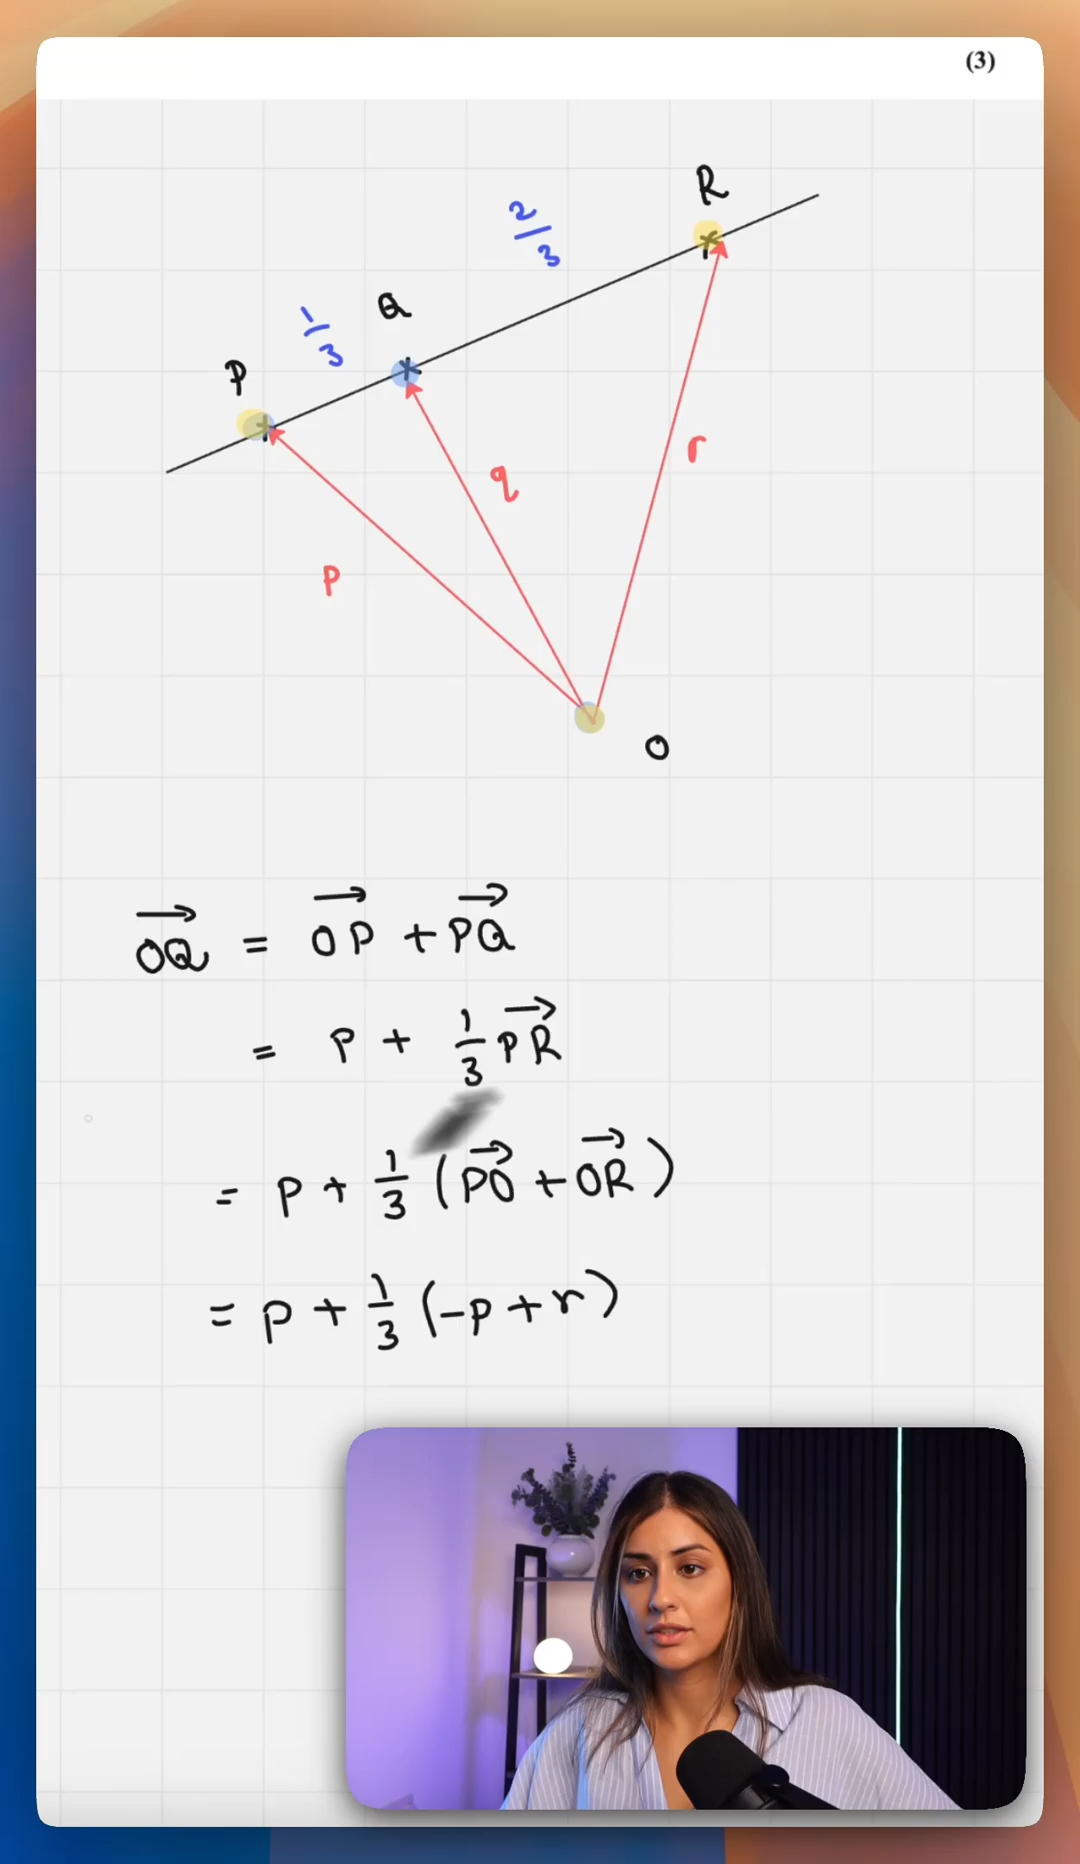 (3)
R
2/3
Q
1/3
P
r
q
p
O
→OQ = →OP + →PQ
= p + 1/3 →PR
= p + 1/3 (→PO + →OR)
= p + 1/3 (-p + r)